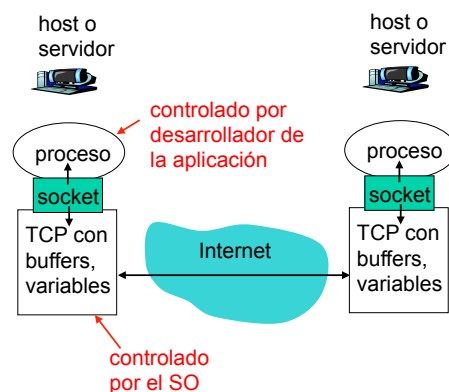 host o
servidor
host o
servidor
controlado por
desarrollador de
la aplicación
proceso
proceso
socket
socket
TCP con
buffers,
variables
Internet
TCP con
buffers,
variables
controlado
por el SO